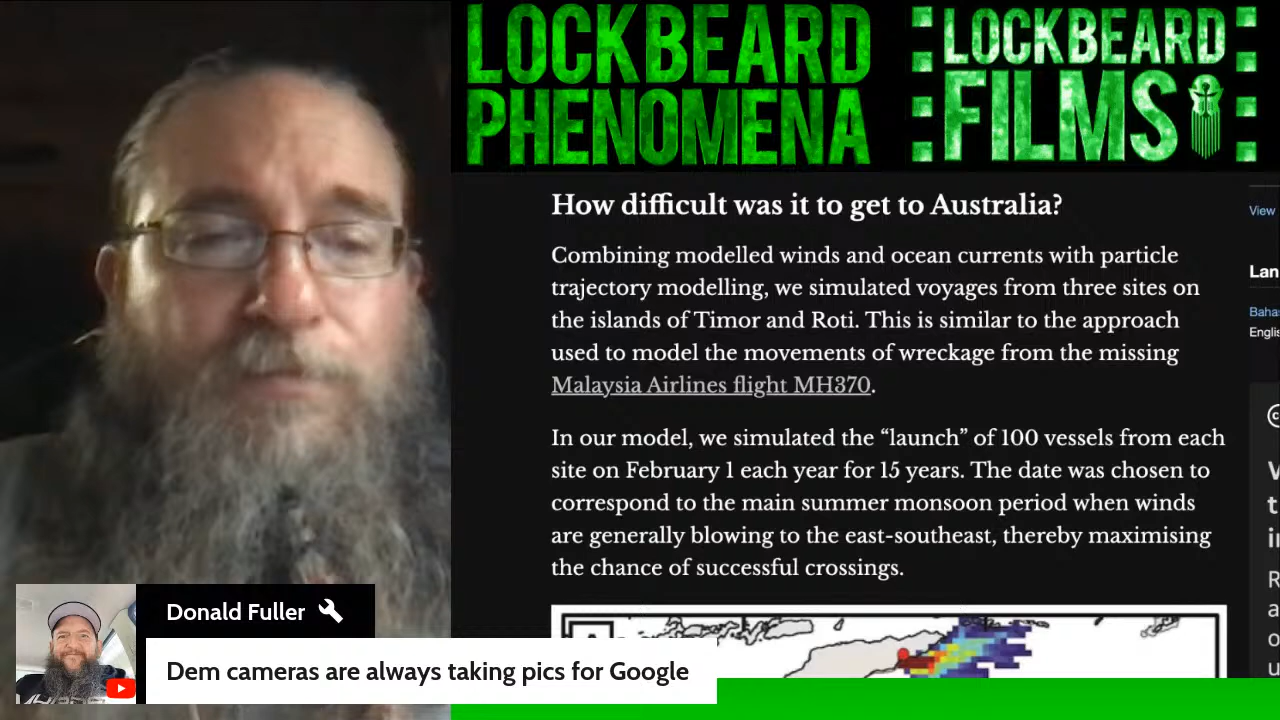 LOCKBEARD
PHENOMENA
LOCKBEARD
FILMS
How difficult was it to get to Australia?
Combining modelled winds and ocean currents with particle
trajectory modelling, we simulated voyages from three sites on
the islands of Timor and Roti. This is similar to the approach
used to model the movements of wreckage from the missing
Malaysia Airlines flight MH370.
In our model, we simulated the “launch” of 100 vessels from each
site on February 1 each year for 15 years. The date was chosen to
correspond to the main summer monsoon period when winds
are generally blowing to the east-southeast, thereby maximising
the chance of successful crossings.
View
Lan
Baha
Englis
Donald Fuller
Dem cameras are always taking pics for Google